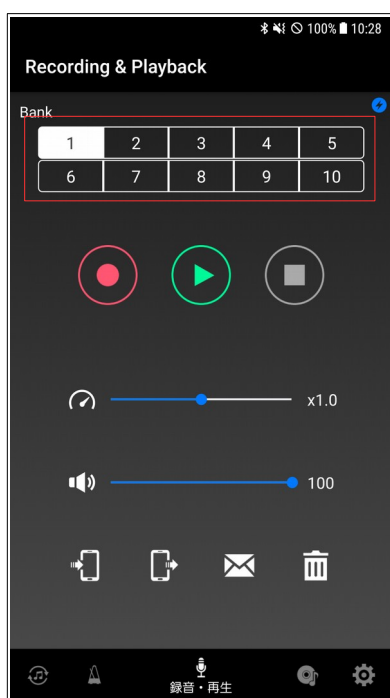 100% 10:28
Recording & Playback
Bank
1 2 3 4 5
6 7 8 9 10
x1.0
100
録音・再生